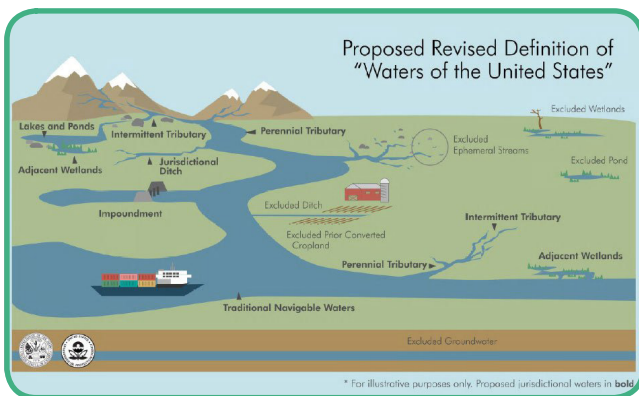 Proposed Revised Definition of
"Waters of the United States"
Excluded Wetlands
Lakes and Ponds
Intermittent Tributary
Perennial Tributary
Excluded
Ephemeral Streams
Adjacent Wetlands
Jurisdictional
Ditch
Excluded Pond
Impoundment
Excluded Ditch
Excluded Prior Converted
Cropland
Intermittent Tributary
Perennial Tributary
Adjacent Wetlands
Traditional Navigable Waters
Excluded Groundwater
* For illustrative purposes only. Proposed jurisdictional waters in bold.